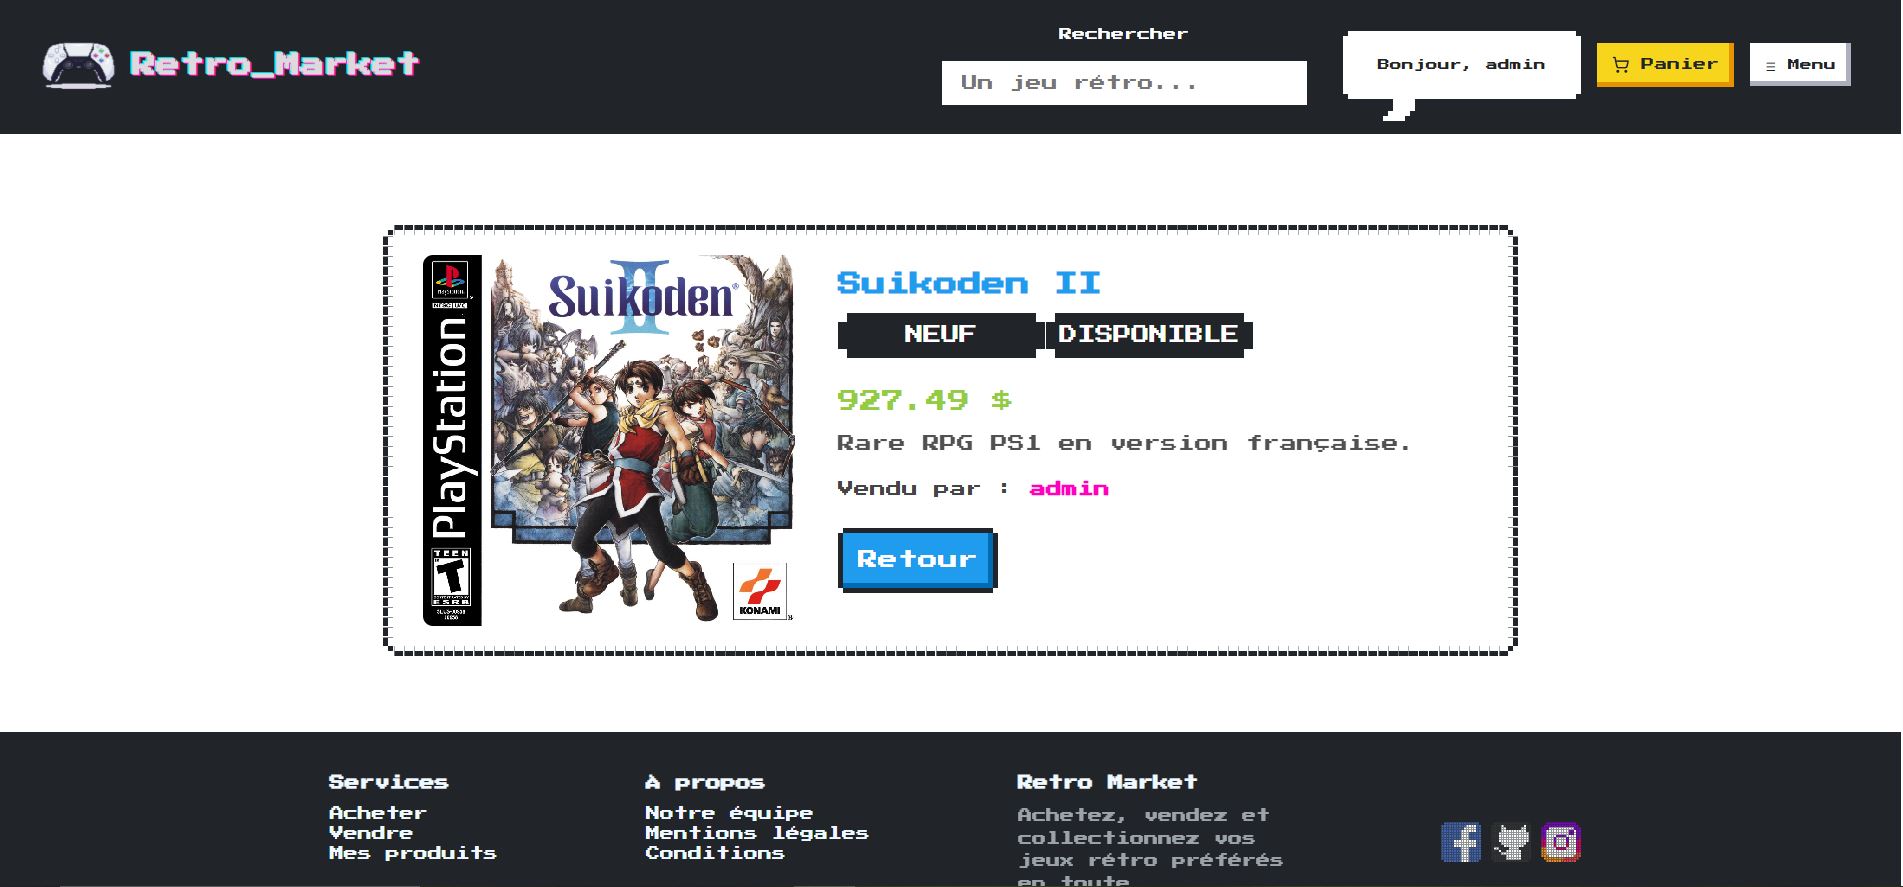 Retro_Market
Rechercher
Un jeu rétro...
Bonjour, admin
Panier
Menu
PlayStation
Suikoden II
TEEN
T
ESRB
KONAMI
Suikoden II
NEUF
DISPONIBLE
927.49 $
Rare RPG PS1 en version française.
Vendu par : admin
Retour
Services
Acheter
Vendre
Mes produits
À propos
Notre équipe
Mentions légales
Conditions
Retro Market
Achetez, vendez et
collectionnez vos
jeux rétro préférés
en toute